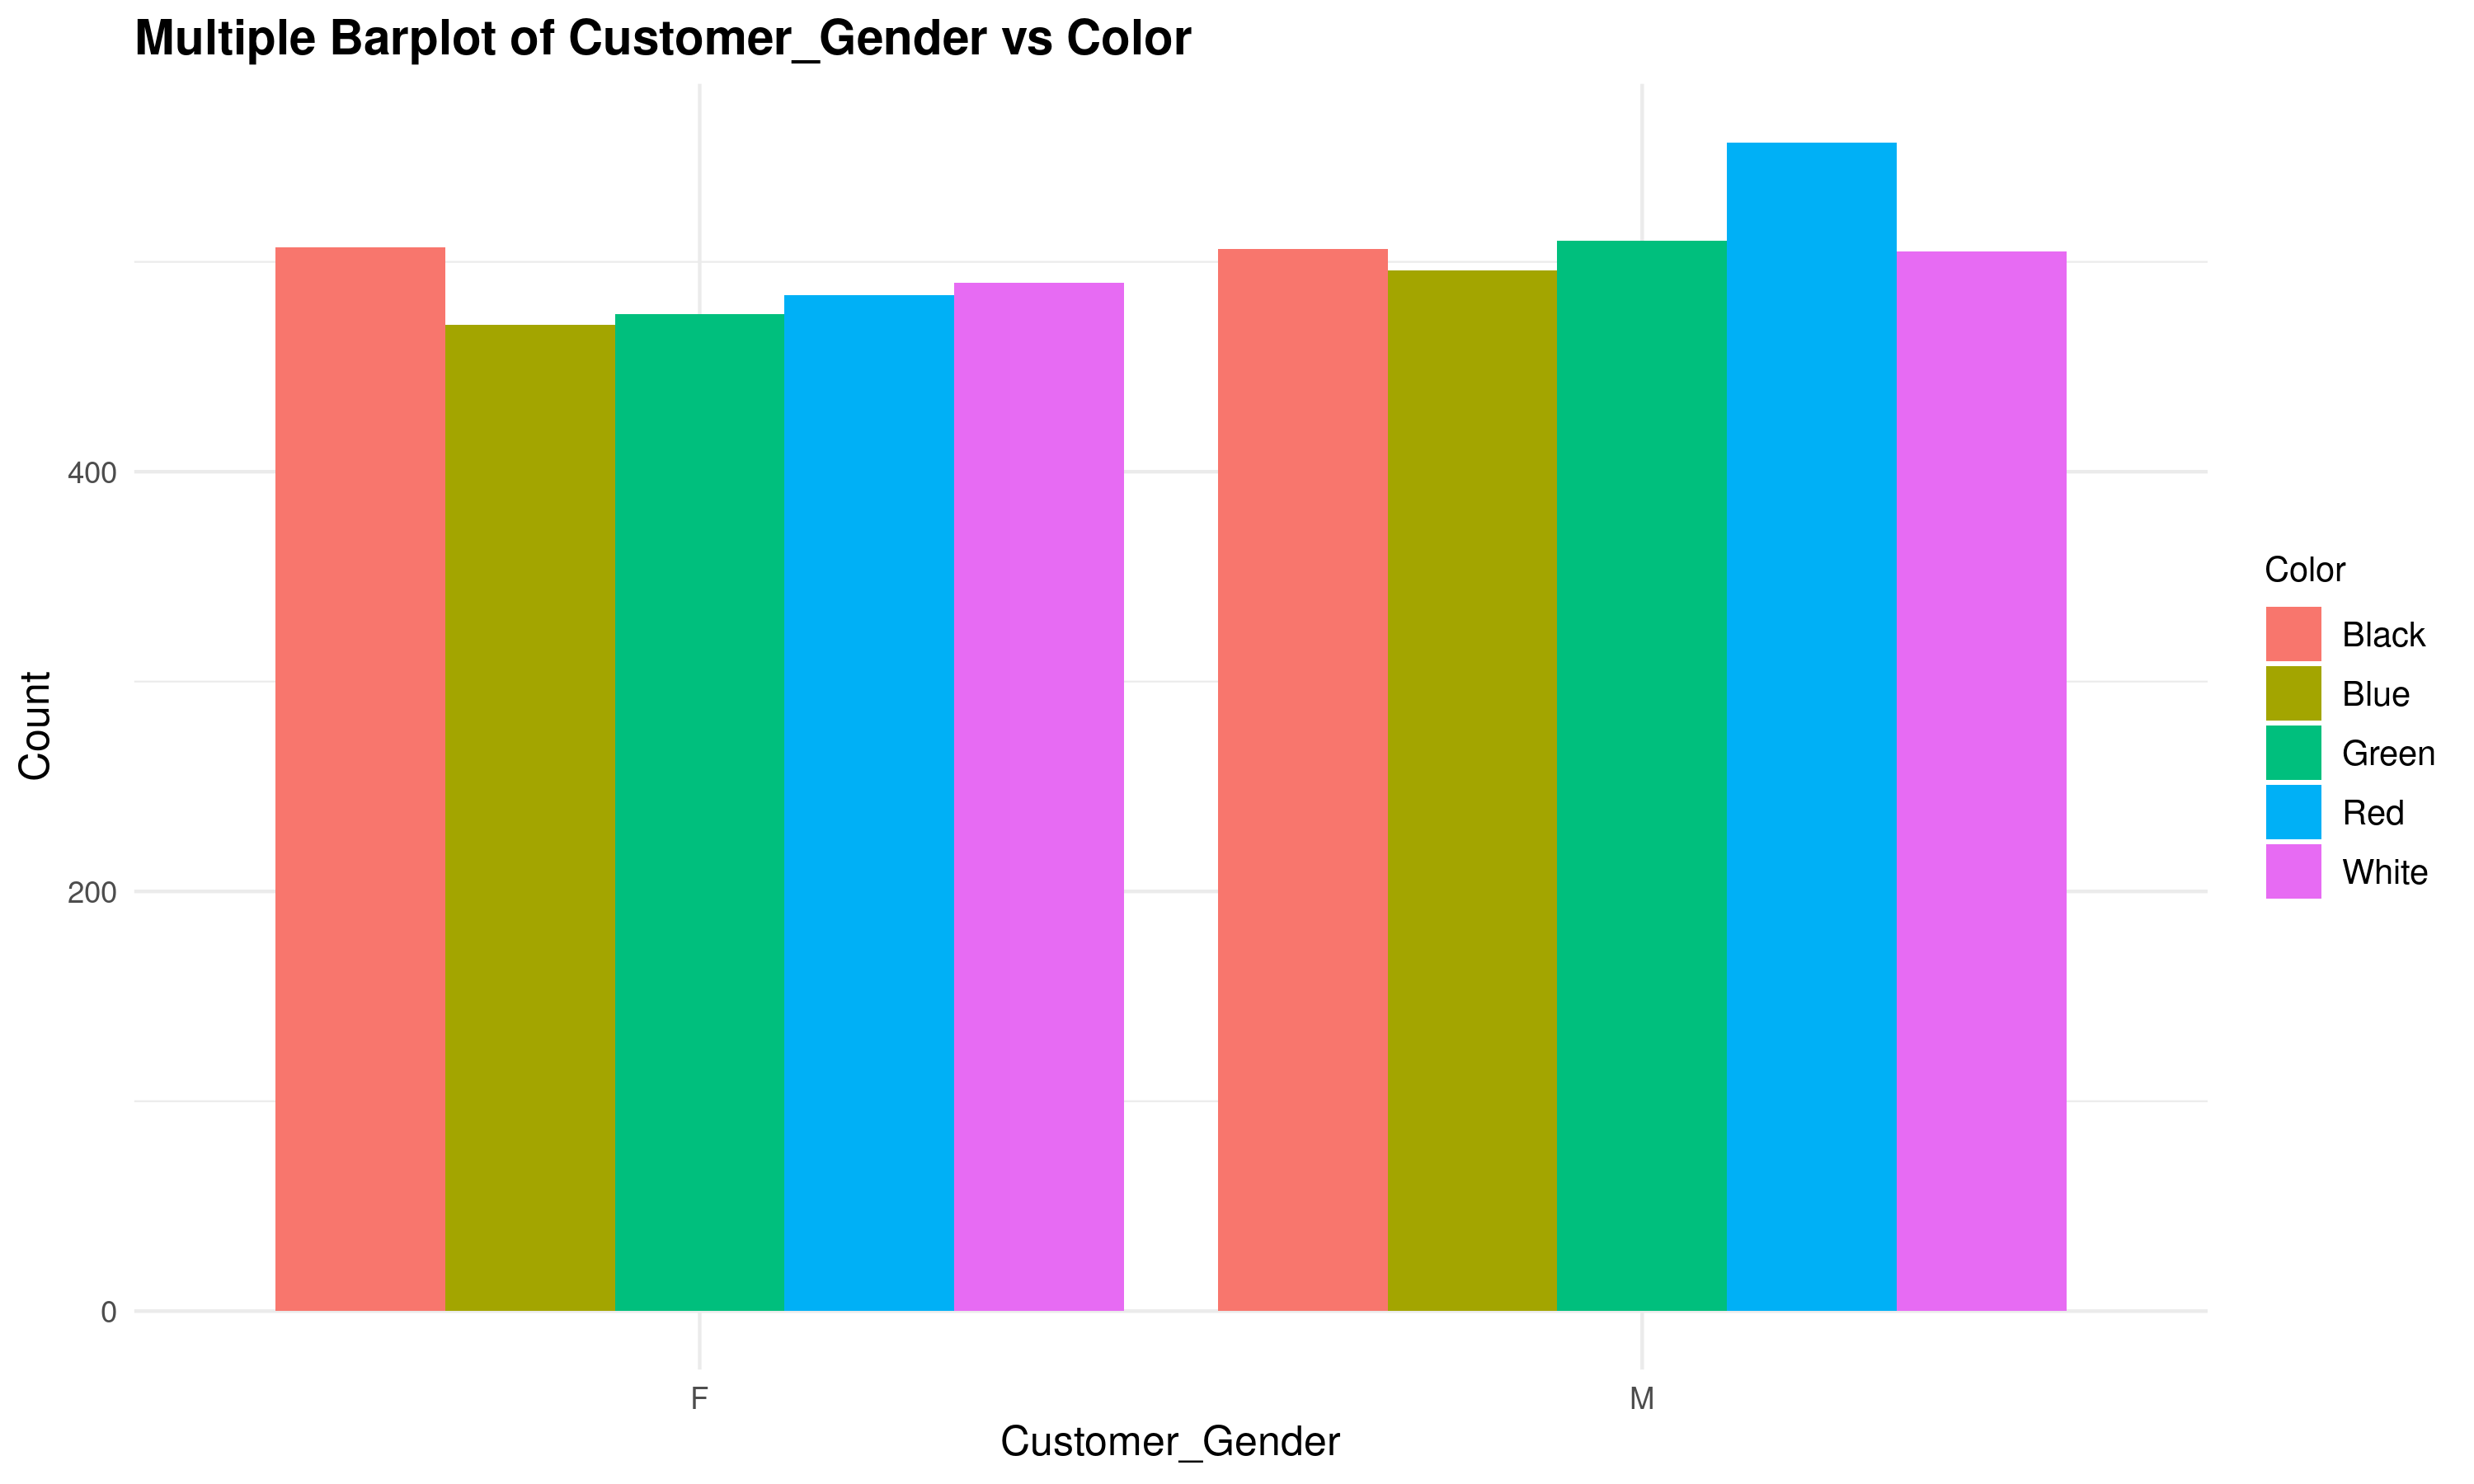 Multiple Barplot of Customer_Gender vs Color
Count
400
200
0
F
M
Customer_Gender
Color
Black
Blue
Green
Red
White